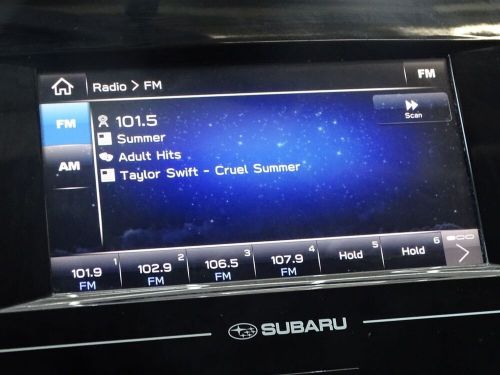 Radio > FM
FM
FM
101.5
Scan
Summer
Adult Hits
AM
Taylor Swift - Cruel Summer
1
2
3
4
5
6
101.9
102.9
106.5
107.9
Hold
Hold
FM
FM
FM
FM
SUBARU